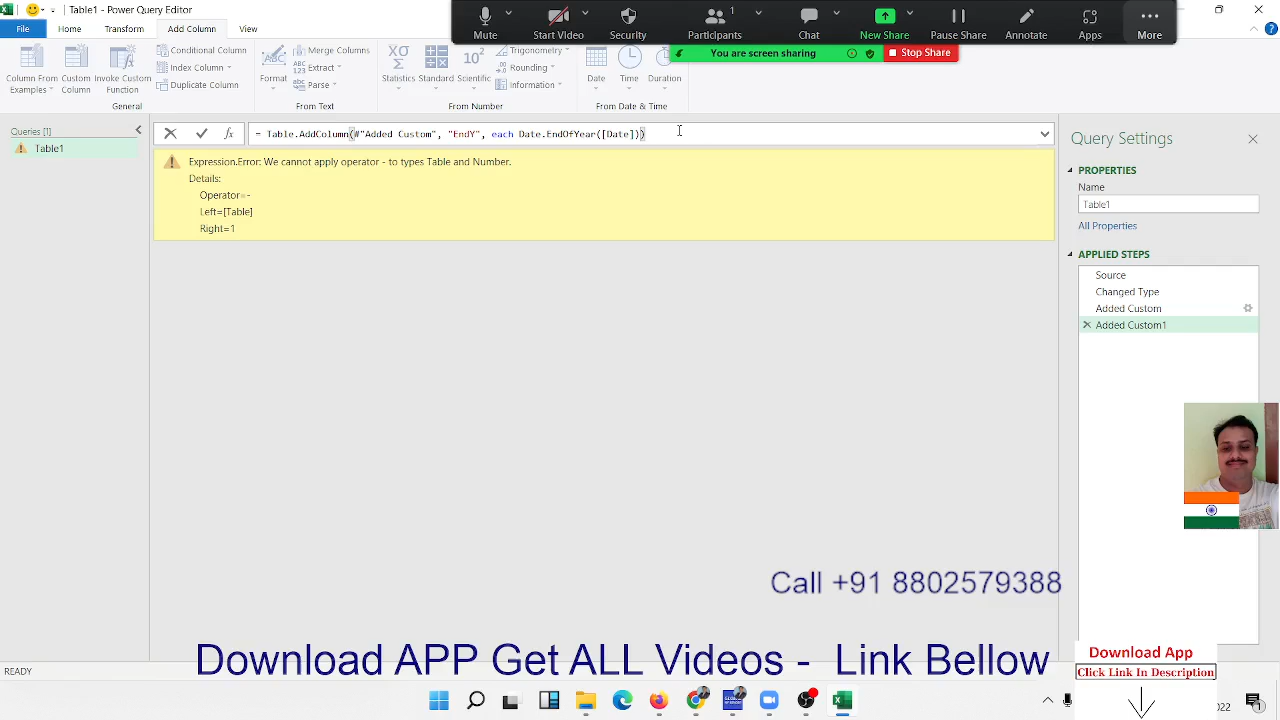 Table1 - Power Query Editor
File
Home
Transform
Add Column
View
Mute
Start Video
Security
Participants
1
Chat
New Share
Pause Share
Annotate
Apps
More
You are screen sharing
Stop Share
Column From
Examples
Custom
Column
Invoke Custom
Function
Conditional Column
Index Column
Duplicate Column
General
Format
Merge Columns
Extract
Parse
From Text
Statistics
Standard
Scientific
Trigonometry
Rounding
Information
From Number
Date
Time
Duration
From Date & Time
Queries [1]
Table1
= Table.AddColumn(#"Added Custom", "EndY", each Date.EndOfYear([Date]))
Expression.Error: We cannot apply operator - to types Table and Number.
Details:
Operator=-
Left=[Table]
Right=1
Query Settings
PROPERTIES
Name
Table1
All Properties
APPLIED STEPS
Source
Changed Type
Added Custom
Added Custom1
Call +91 8802579388
Download APP Get ALL Videos - Link Bellow
Download App
Click Link In Description
READY